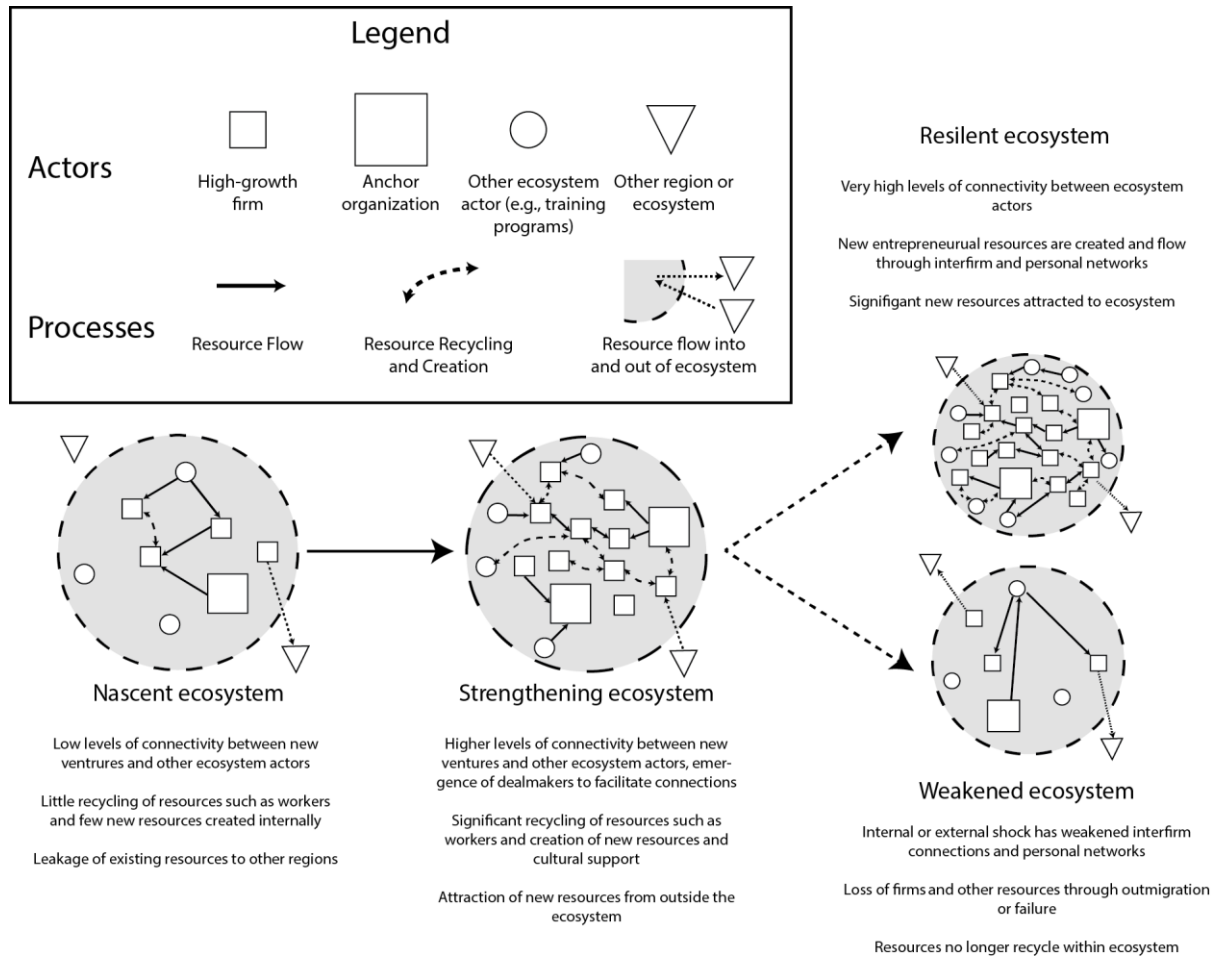 Legend
Actors
High-growth
firm
Anchor
organization
Other ecosystem
actor (e.g., training
programs)
Other region or
ecosystem
Processes
Resource Flow
Resource Recycling
and Creation
Resource flow into
and out of ecosystem
Resilent ecosystem
Very high levels of connectivity between ecosystem
actors
New entrepreneurual resources are created and flow
through interfirm and personal networks
Signifigant new resources attracted to ecosystem
Nascent ecosystem
Low levels of connectivity between new
ventrures and other ecosystem actors
Little recycling of resources such as workers
and few new resources created internally
Leakage of existing resources to other regions
Strengthening ecosystem
Higher levels of connectivity between new
ventures and other ecosystem actors, emer-
gence of dealmakers to facilitate connections
Significant recycling of resources such as
workers and creation of new resources and
cultural support
Attraction of new resources from outside the
ecosystem
Weakened ecosystem
Internal or external shock has weakened interfirm
connections and personal networks
Loss of firms and other resources through outmigration
or failure
Resources no longer recycle within ecosystem